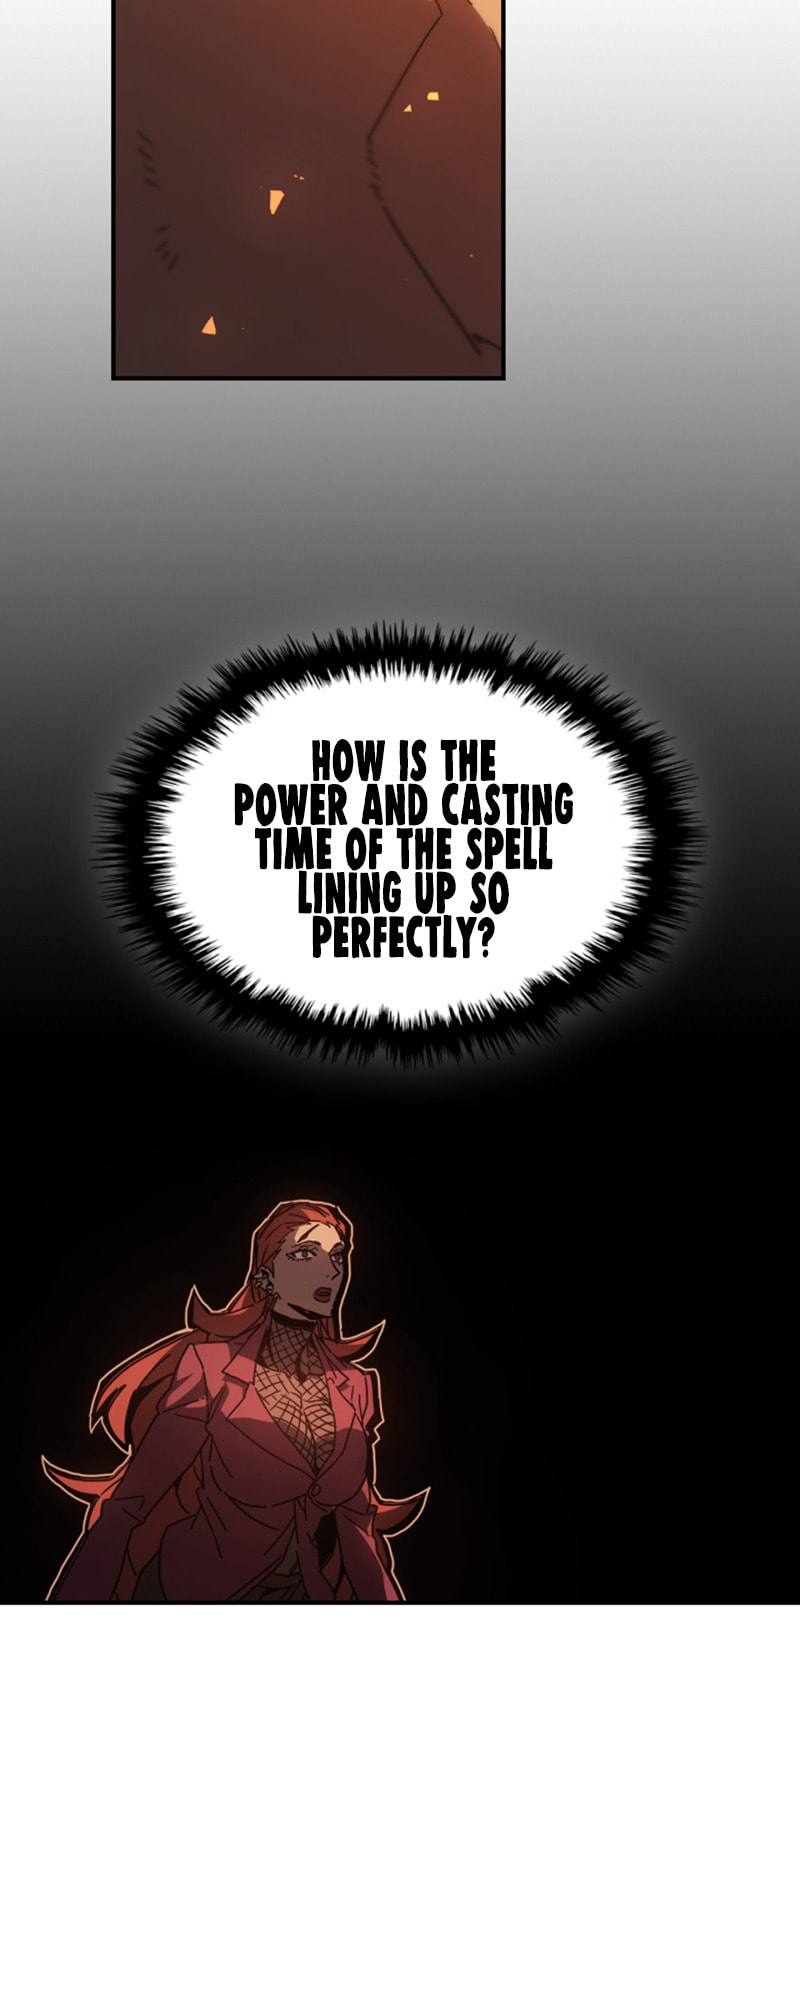 HOW IS THE
POWER AND CASTING
TIME OF THE SPELL
LINING UP SO
PERFECTLY?